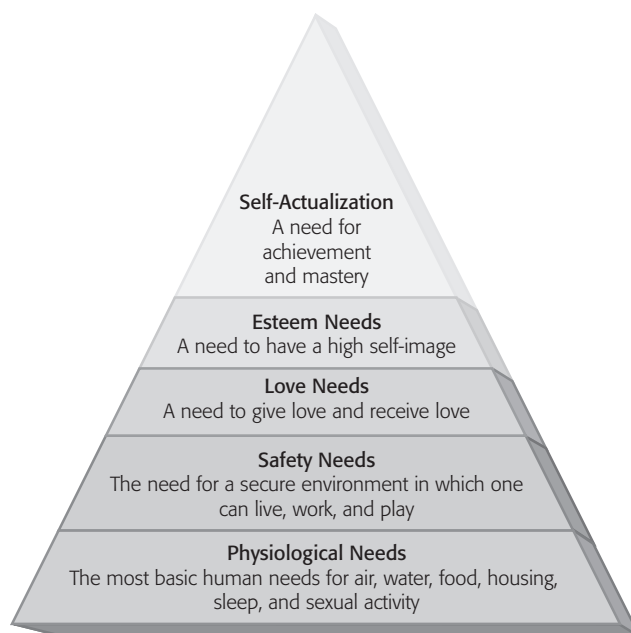 Self-Actualization
A need for
achievement
and mastery
Esteem Needs
A need to have a high self-image
Love Needs
A need to give love and receive love
Safety Needs
The need for a secure environment in which one
can live, work, and play
Physiological Needs
The most basic human needs for air, water, food, housing,
sleep, and sexual activity